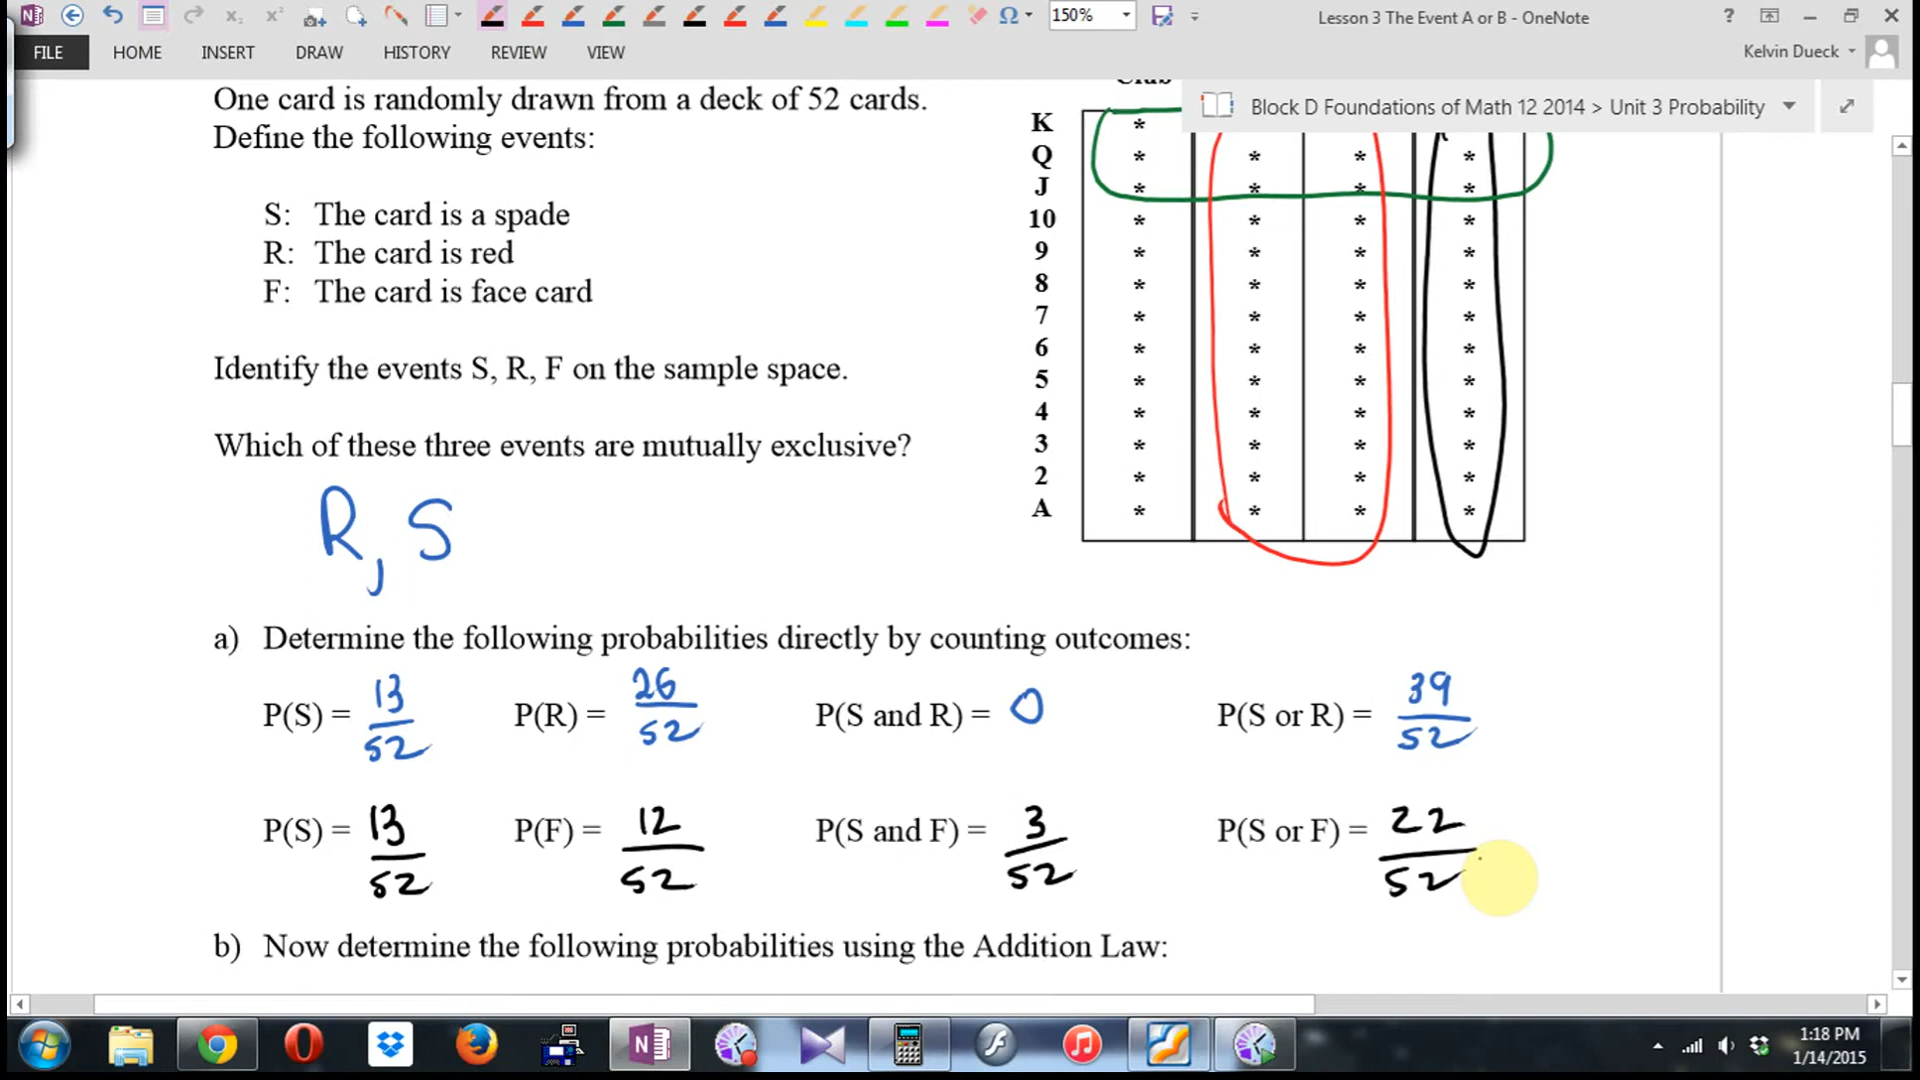 150%
Lesson 3 The Event A or B - OneNote
?
FILE HOME INSERT DRAW HISTORY REVIEW VIEW
Kelvin Dueck
Block D Foundations of Math 12 2014 > Unit 3 Probability
One card is randomly drawn from a deck of 52 cards.
Define the following events:
S: The card is a spade
R: The card is red
F: The card is face card
Identify the events S, R, F on the sample space.
Which of these three events are mutually exclusive?
R, S
Club
K *
Q * * * *
J * * * *
10 * * * *
9 * * * *
8 * * * *
7 * * * *
6 * * * *
5 * * * *
4 * * * *
3 * * * *
2 * * * *
A * * * *
a) Determine the following probabilities directly by counting outcomes:
P(S) = 13/52 P(R) = 26/52 P(S and R) = 0 P(S or R) = 39/52
P(S) = 13/52 P(F) = 12/52 P(S and F) = 3/52 P(S or F) = 22/52
b) Now determine the following probabilities using the Addition Law:
1:18 PM
1/14/2015